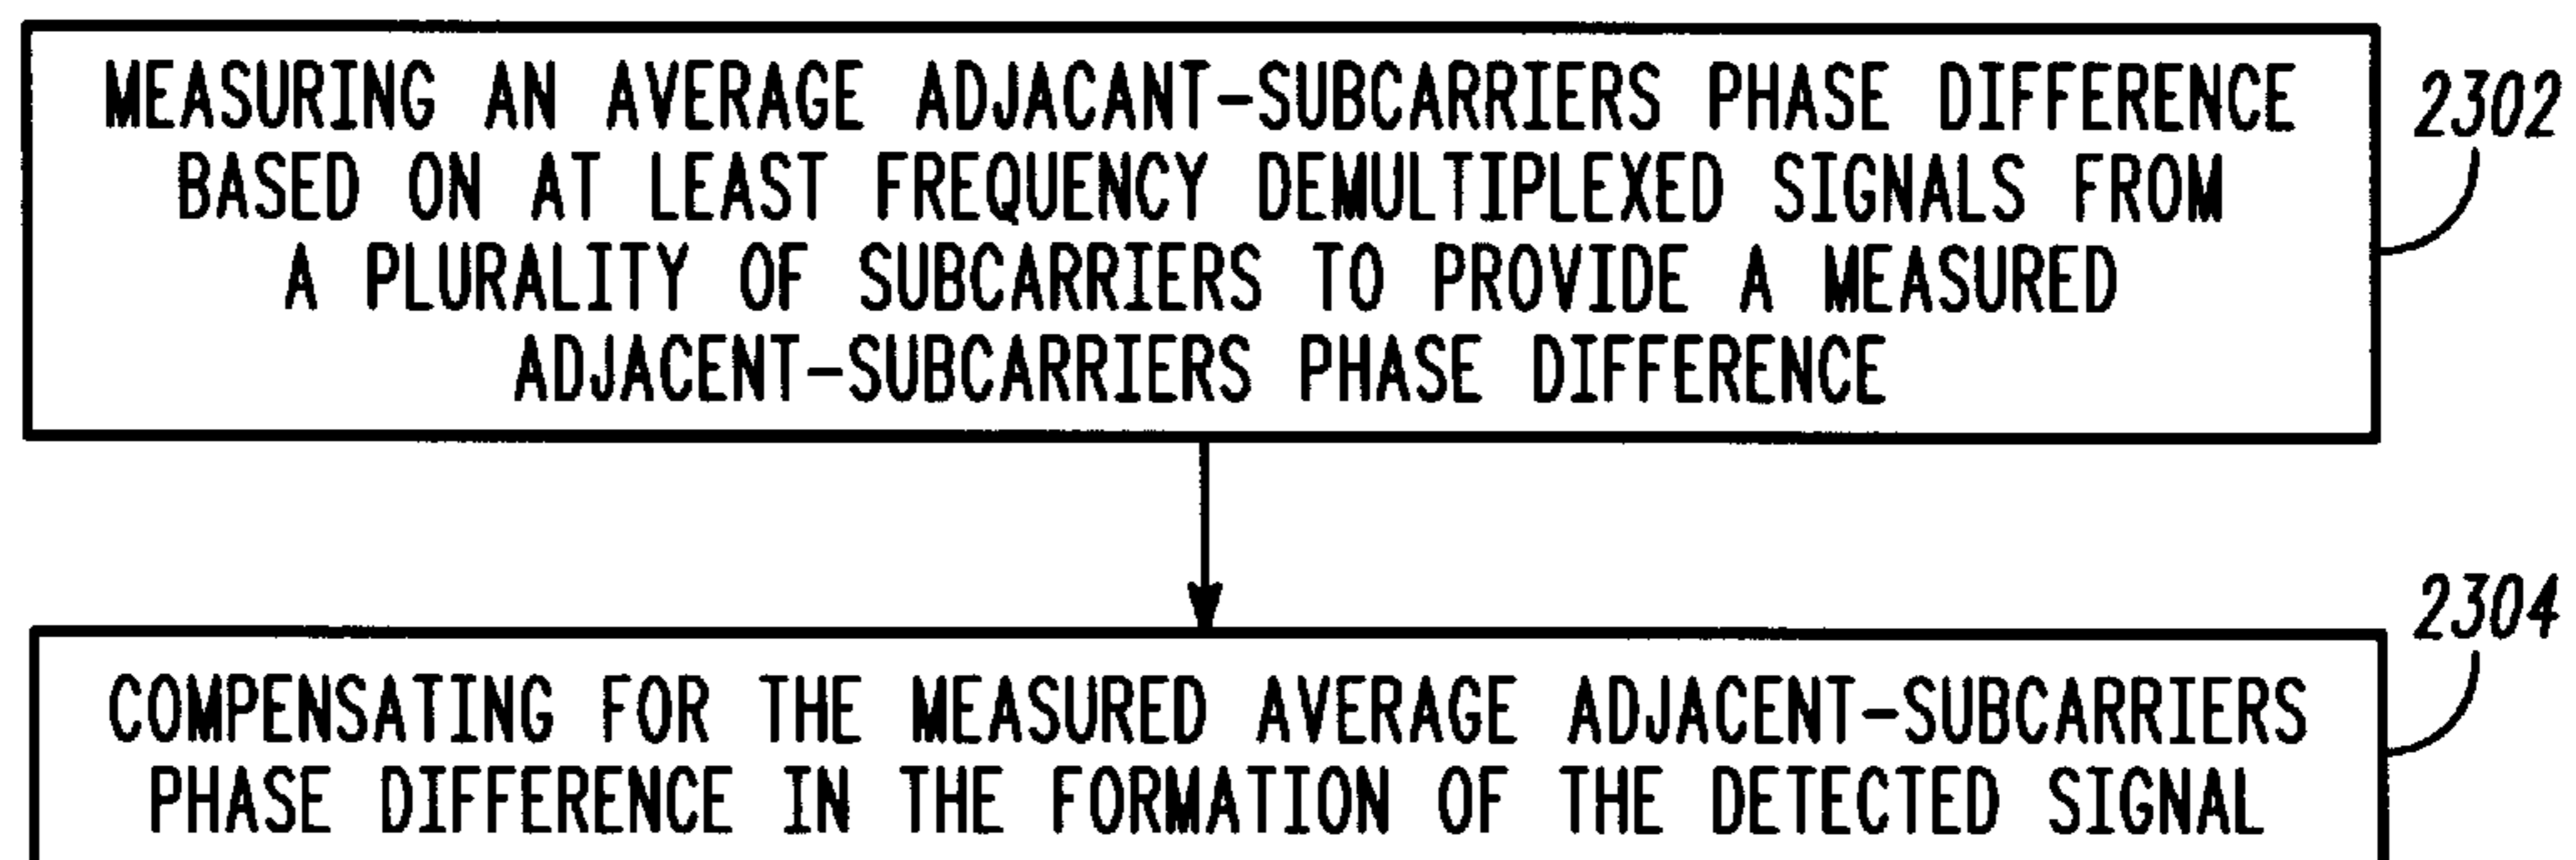 MEASURING AN AVERAGE ADJACANT-SUBCARRIERS PHASE DIFFERENCE
BASED ON AT LEAST FREQUENCY DEMULTIPLEXED SIGNALS FROM
A PLURALITY OF SUBCARRIERS TO PROVIDE A MEASURED
ADJACENT-SUBCARRIERS PHASE DIFFERENCE
2302
COMPENSATING FOR THE MEASURED AVERAGE ADJACENT-SUBCARRIERS
PHASE DIFFERENCE IN THE FORMATION OF THE DETECTED SIGNAL
2304